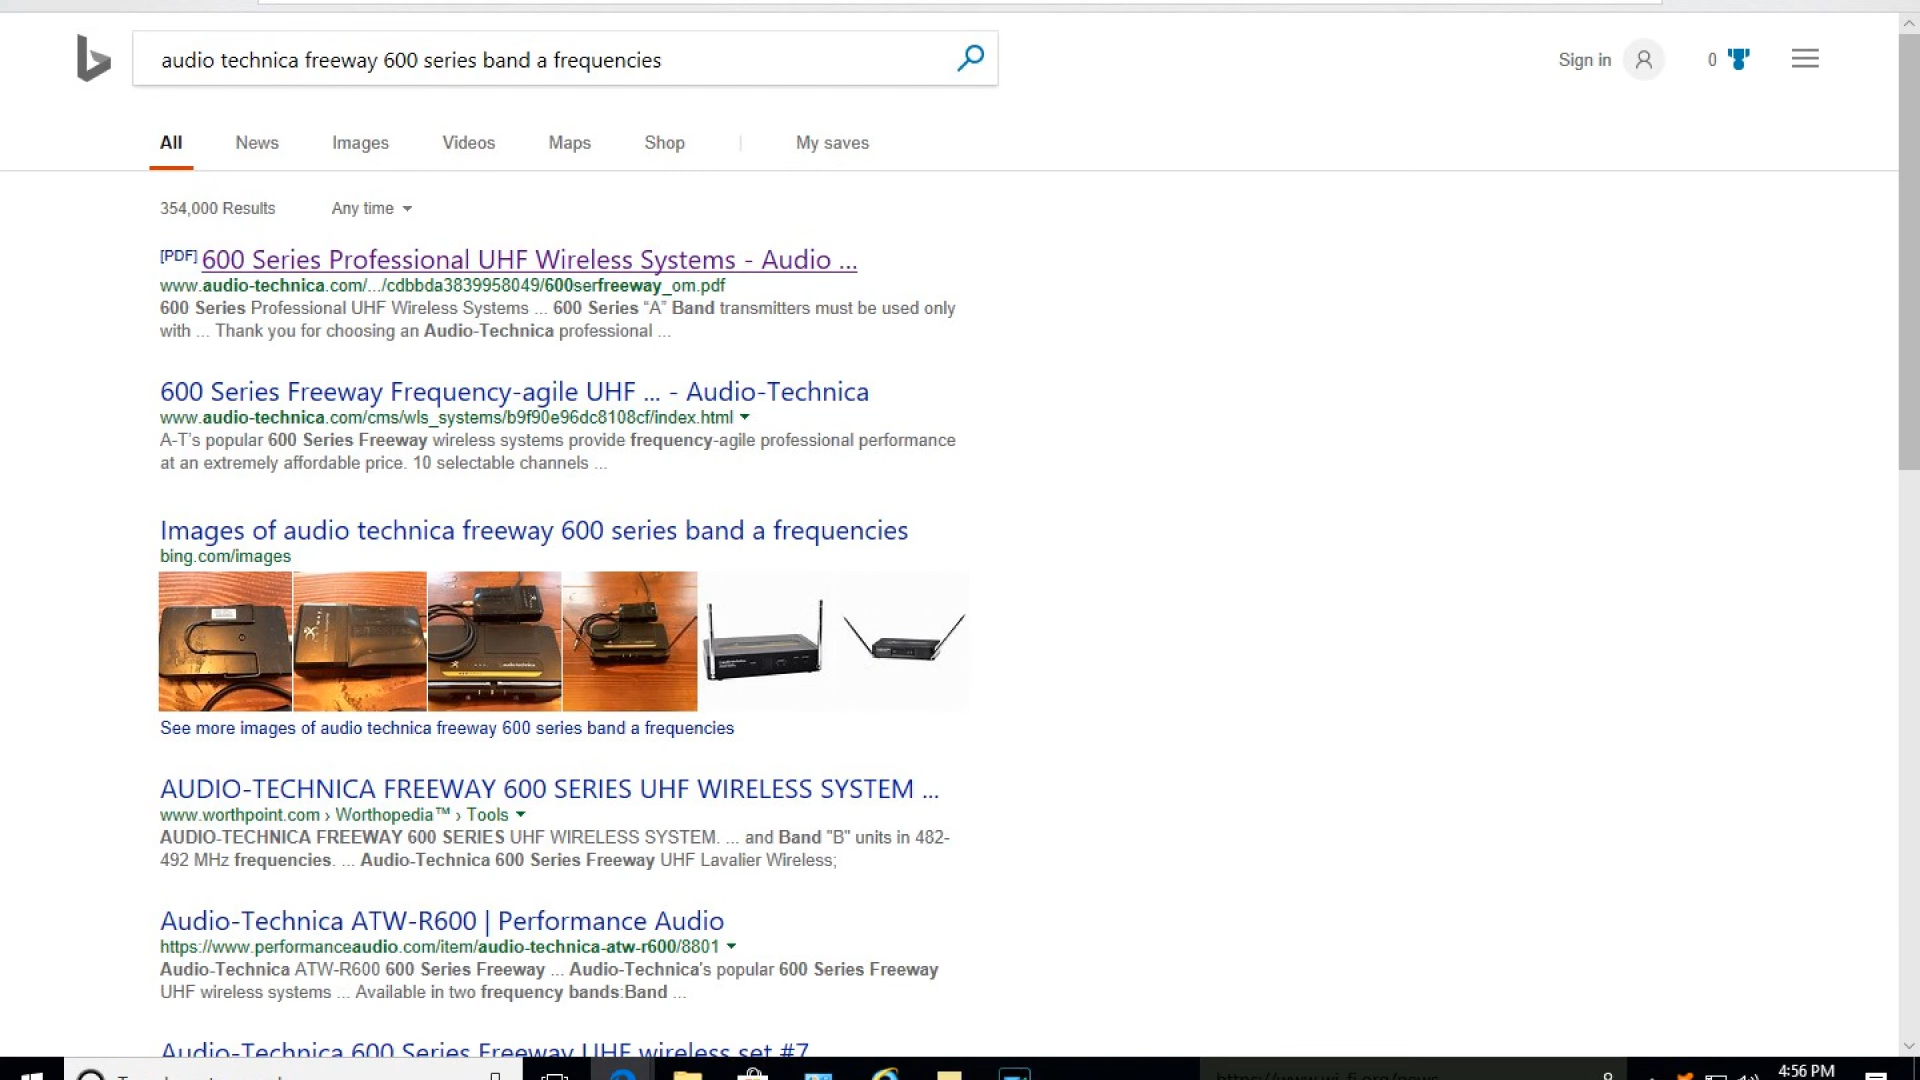 audio technica freeway 600 series band a frequencies
Sign in
0
All News Images Videos Maps Shop | My saves
354,000 Results Any time
[PDF] 600 Series Professional UHF Wireless Systems - Audio ...
www.audio-technica.com/.../cdbbda3839958049/600serfreeway_om.pdf
600 Series Professional UHF Wireless Systems ... 600 Series “A” Band transmitters must be used only
with ... Thank you for choosing an Audio-Technica professional ...
600 Series Freeway Frequency-agile UHF ... - Audio-Technica
www.audio-technica.com/cms/wls_systems/b9f90e96dc8108cf/index.html
A-T's popular 600 Series Freeway wireless systems provide frequency-agile professional performance
at an extremely affordable price. 10 selectable channels ...
Images of audio technica freeway 600 series band a frequencies
bing.com/images
See more images of audio technica freeway 600 series band a frequencies
AUDIO-TECHNICA FREEWAY 600 SERIES UHF WIRELESS SYSTEM ...
www.worthpoint.com › Worthopedia™ › Tools
AUDIO-TECHNICA FREEWAY 600 SERIES UHF WIRELESS SYSTEM. ... and Band "B" units in 482-
492 MHz frequencies. ... Audio-Technica 600 Series Freeway UHF Lavalier Wireless;
Audio-Technica ATW-R600 | Performance Audio
https://www.performanceaudio.com/item/audio-technica-atw-r600/8801
Audio-Technica ATW-R600 600 Series Freeway ... Audio-Technica's popular 600 Series Freeway
UHF wireless systems ... Available in two frequency bands:Band ...
Audio-Technica 600 Series Freeway UHF wireless set #7
4:56 PM